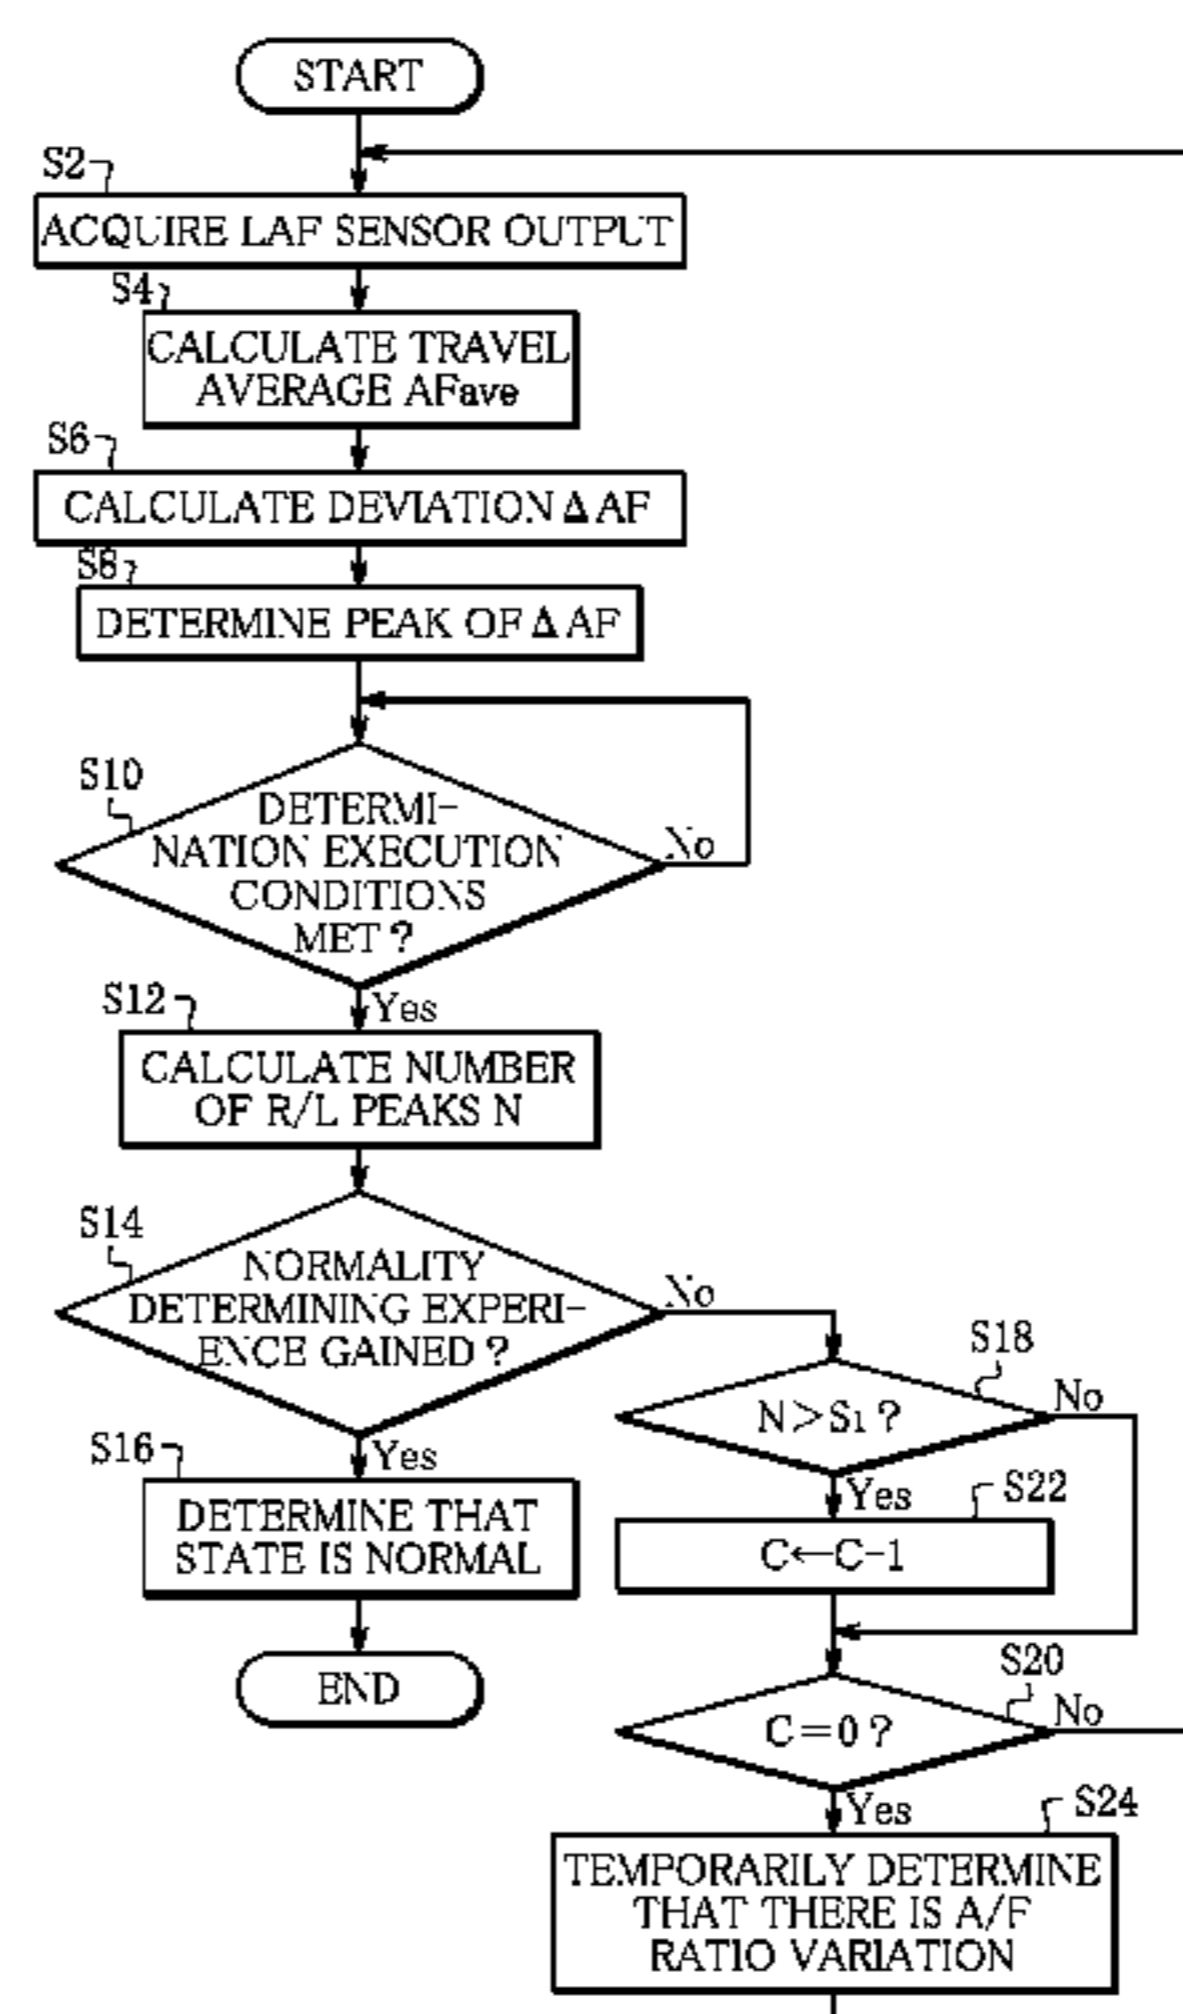 START
S2
ACQUIRE LAF SENSOR OUTPUT
S4
CALCULATE TRAVEL
AVERAGE AFave
S6
CALCULATE DEVIATION Δ AF
S8
DETERMINE PEAK OF Δ AF
S10
DETERMI-
NATION EXECUTION
CONDITIONS
MET ?
No
Yes
S12
CALCULATE NUMBER
OF R/L PEAKS N
S14
NORMALITY
DETERMINING EXPERI-
ENCE GAINED ?
No
Yes
S16
DETERMINE THAT
STATE IS NORMAL
END
S18
N>S1 ?
No
Yes
S22
C←C-1
S20
C=0 ?
No
Yes
S24
TEMPORARILY DETERMINE
THAT THERE IS A/F
RATIO VARIATION